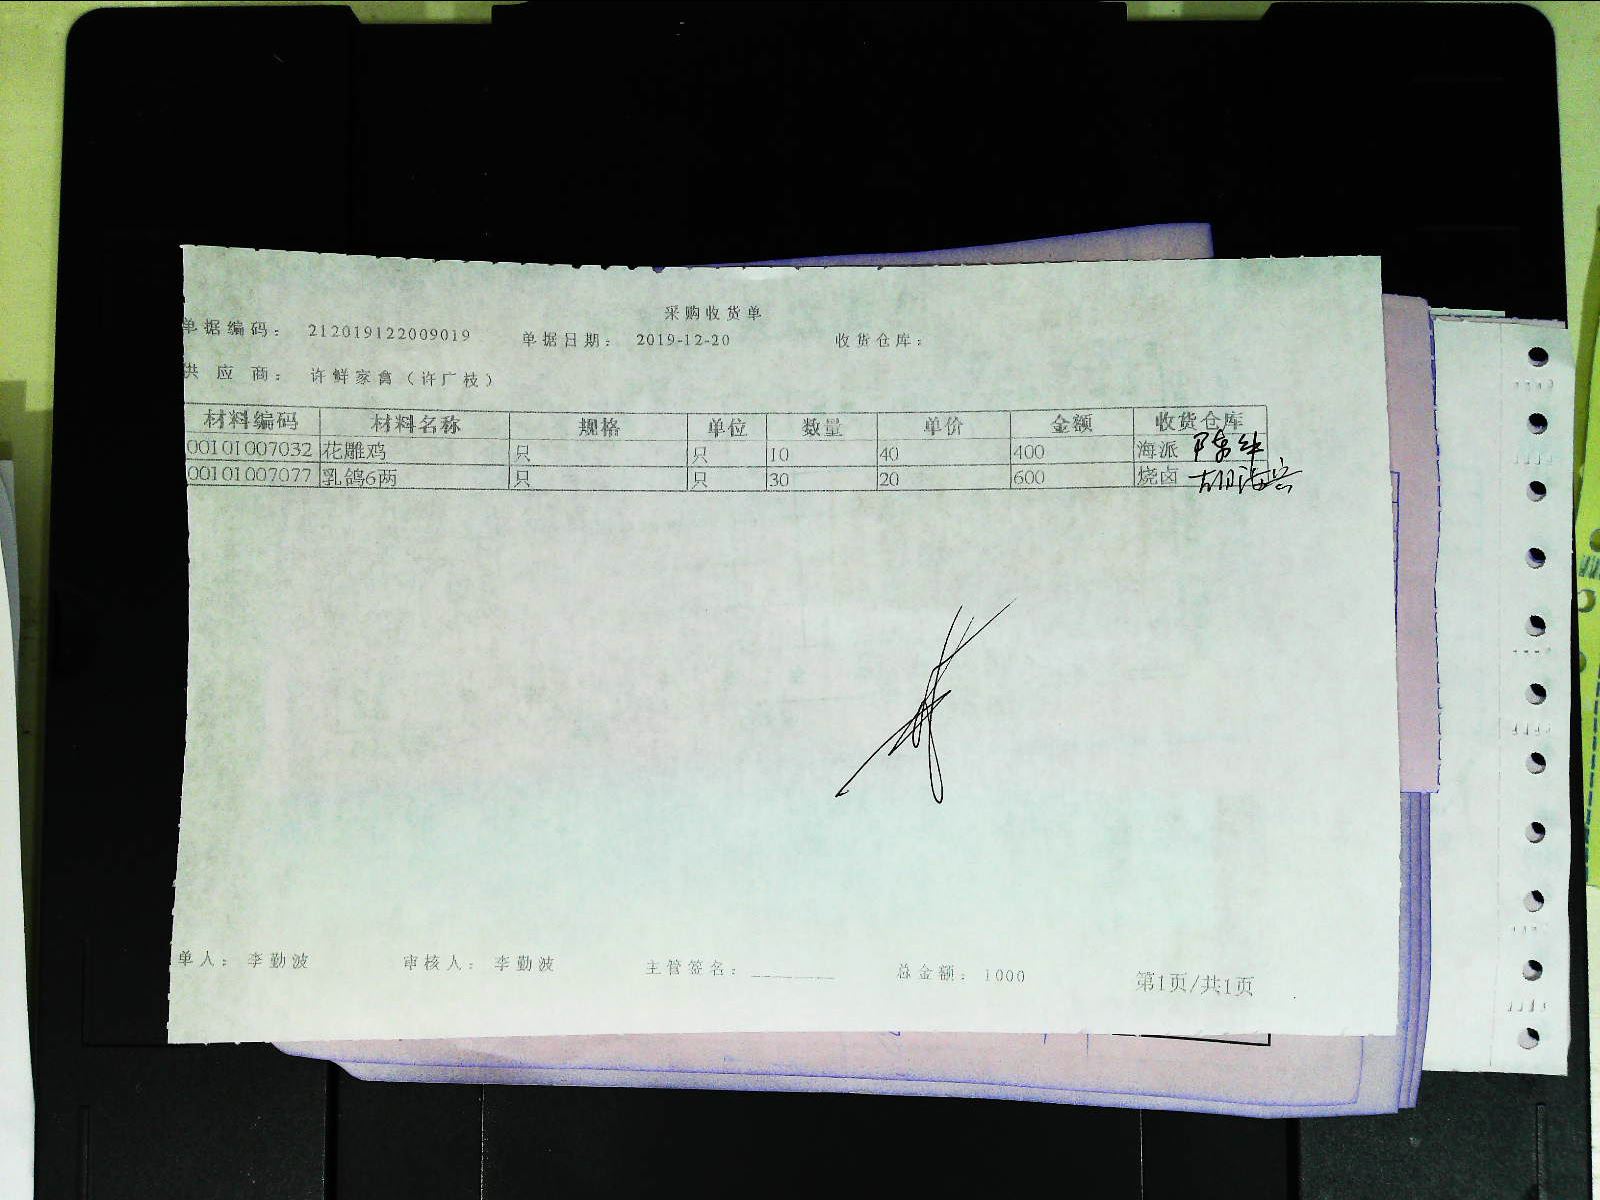 采购收货单
单据编码： 212019122009019 单据日期： 2019-12-20 收货仓库：
供 应 商： 许鲜家禽（许广枝）
材料编码 材料名称 规格 单位 数量 单价 金额 收货仓库
00101007032 花雕鸡 只 只 10 40 400 海派
00101007077 乳鸽6两 只 只 30 20 600 烧卤 胡海兵
单人： 李勤波 审核人： 李勤波 主管签名： 总金额： 1000 第1页/共1页